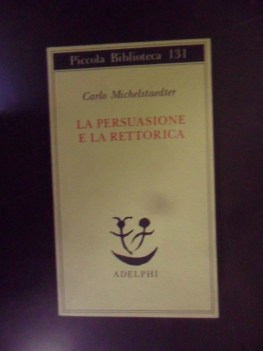 Piccola Biblioteca 131
Carlo Michelstaedter
LA PERSUASIONE
E LA RETTORICA
ADELPHI